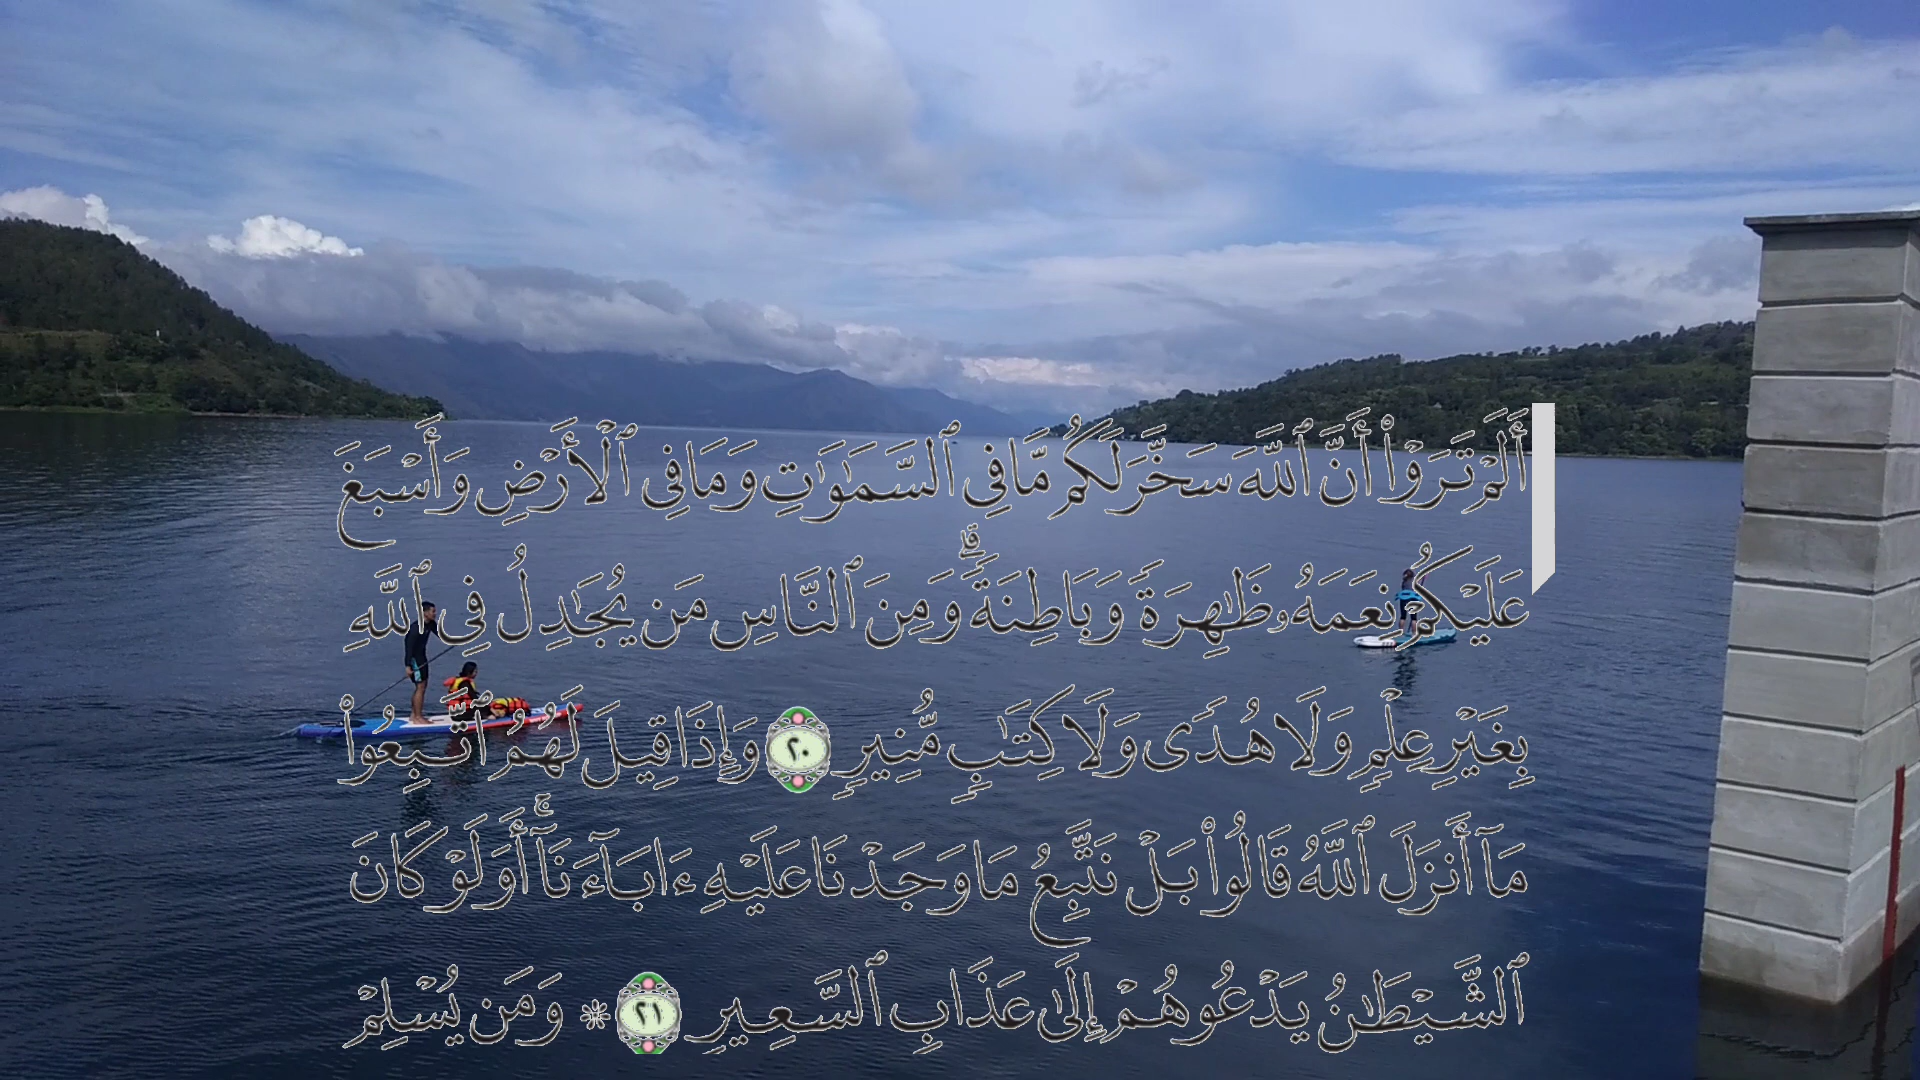 أَلَمْ تَرَوْا۟ أَنَّ ٱللَّهَ سَخَّرَ لَكُم مَّا فِى ٱلسَّمَـٰوَٰتِ وَمَا فِى ٱلْأَرْضِ وَأَسْبَغَ
عَلَيْكُمْ نِعَمَهُۥ ظَـٰهِرَةً وَبَاطِنَةً ۗ وَمِنَ ٱلنَّاسِ مَن يُجَـٰدِلُ فِى ٱللَّهِ
بِغَيْرِ عِلْمٍ وَلَا هُدًى وَلَا كِتَـٰبٍ مُّنِيرٍ ٢٠ وَإِذَا قِيلَ لَهُمُ ٱتَّبِعُوا۟
مَآ أَنزَلَ ٱللَّهُ قَالُوا۟ بَلْ نَتَّبِعُ مَا وَجَدْنَا عَلَيْهِ ءَابَآءَنَآ ۚ أَوَلَوْ كَانَ
ٱلشَّيْطَـٰنُ يَدْعُوهُمْ إِلَىٰ عَذَابِ ٱلسَّعِيرِ ٢١ ۞ وَمَن يُسْلِمْ